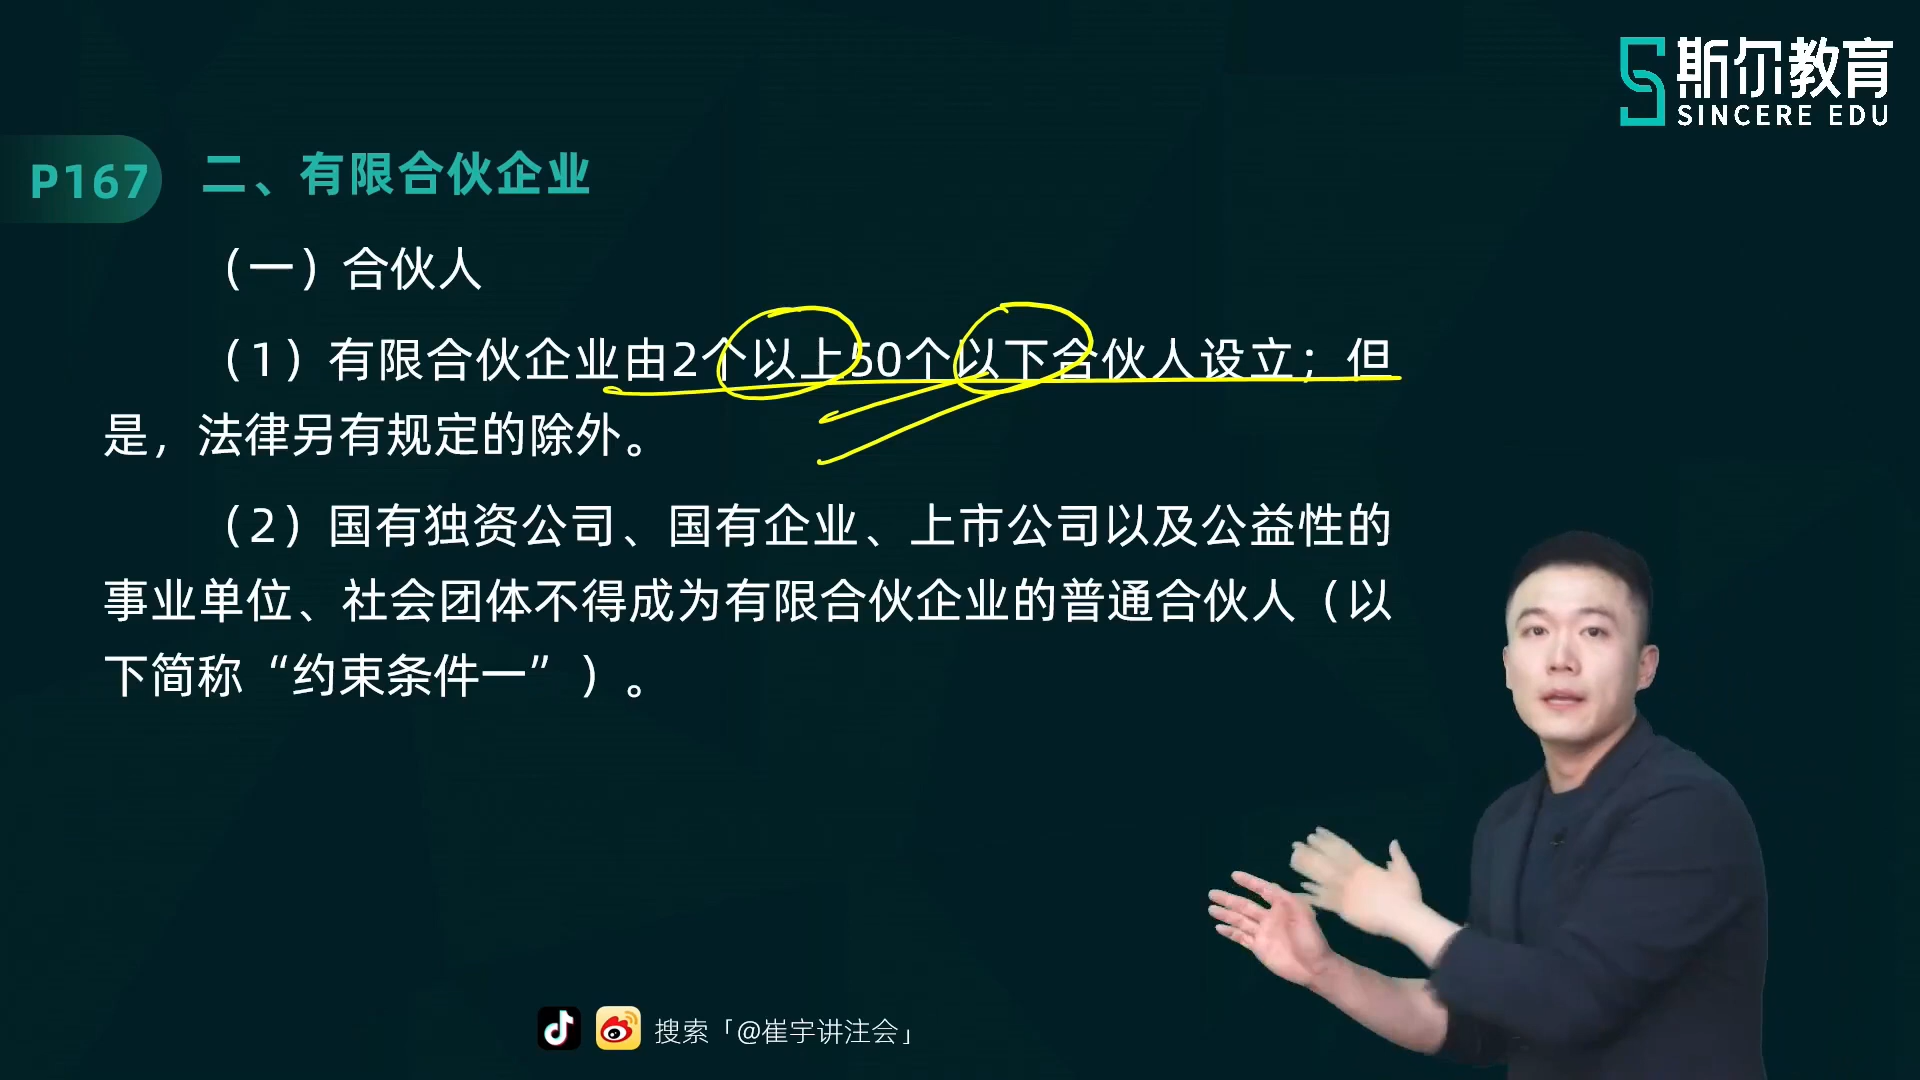 斯尔教育
SINCERE EDU
P167
二、有限合伙企业
（一）合伙人
（1）有限合伙企业由2个以上50个以下合伙人设立；但
是，法律另有规定的除外。
（2）国有独资公司、国有企业、上市公司以及公益性的
事业单位、社会团体不得成为有限合伙企业的普通合伙人（以
下简称“约束条件一”）。
搜索「@崔宇讲注会」